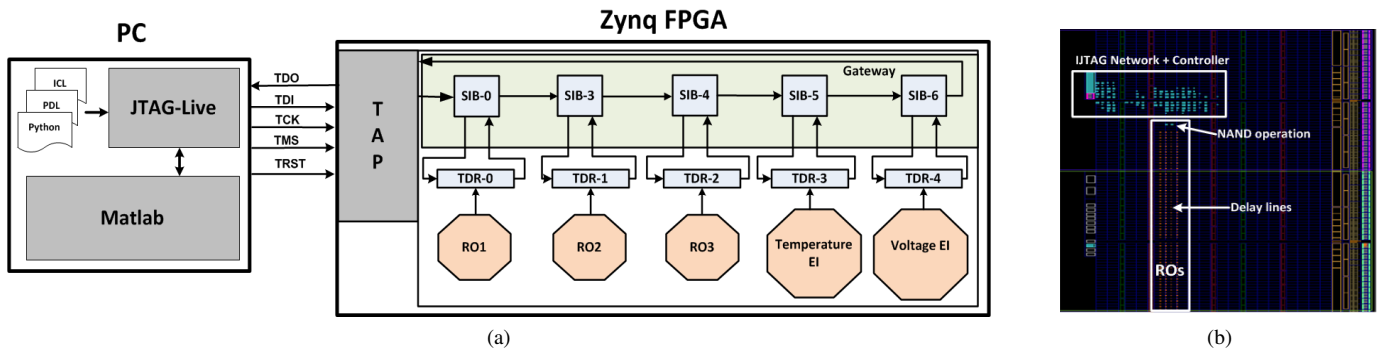 PC
ICL
PDL
Python
JTAG-Live
Matlab
TDO
TDI
TCK
TMS
TRST
Zynq FPGA
T
A
P
Gateway
SIB-0
SIB-3
SIB-4
SIB-5
SIB-6
TDR-0
TDR-1
TDR-2
TDR-3
TDR-4
RO1
RO2
RO3
Temperature
EI
Voltage EI
(a)
IJTAG Network + Controller
NAND operation
Delay lines
ROs
(b)